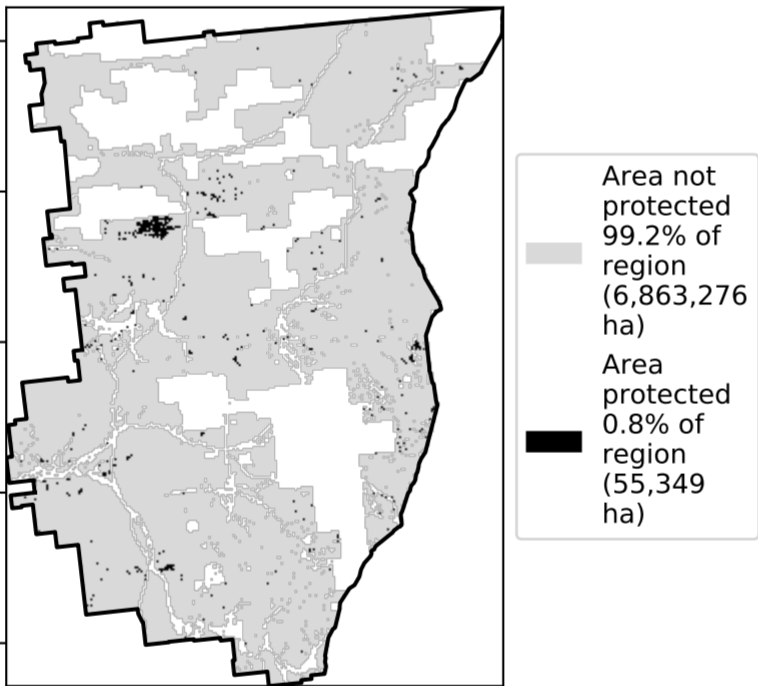 Area not
protected
99.2% of
region
(6,863,276
ha)
Area
protected
0.8% of
region
(55,349
ha)